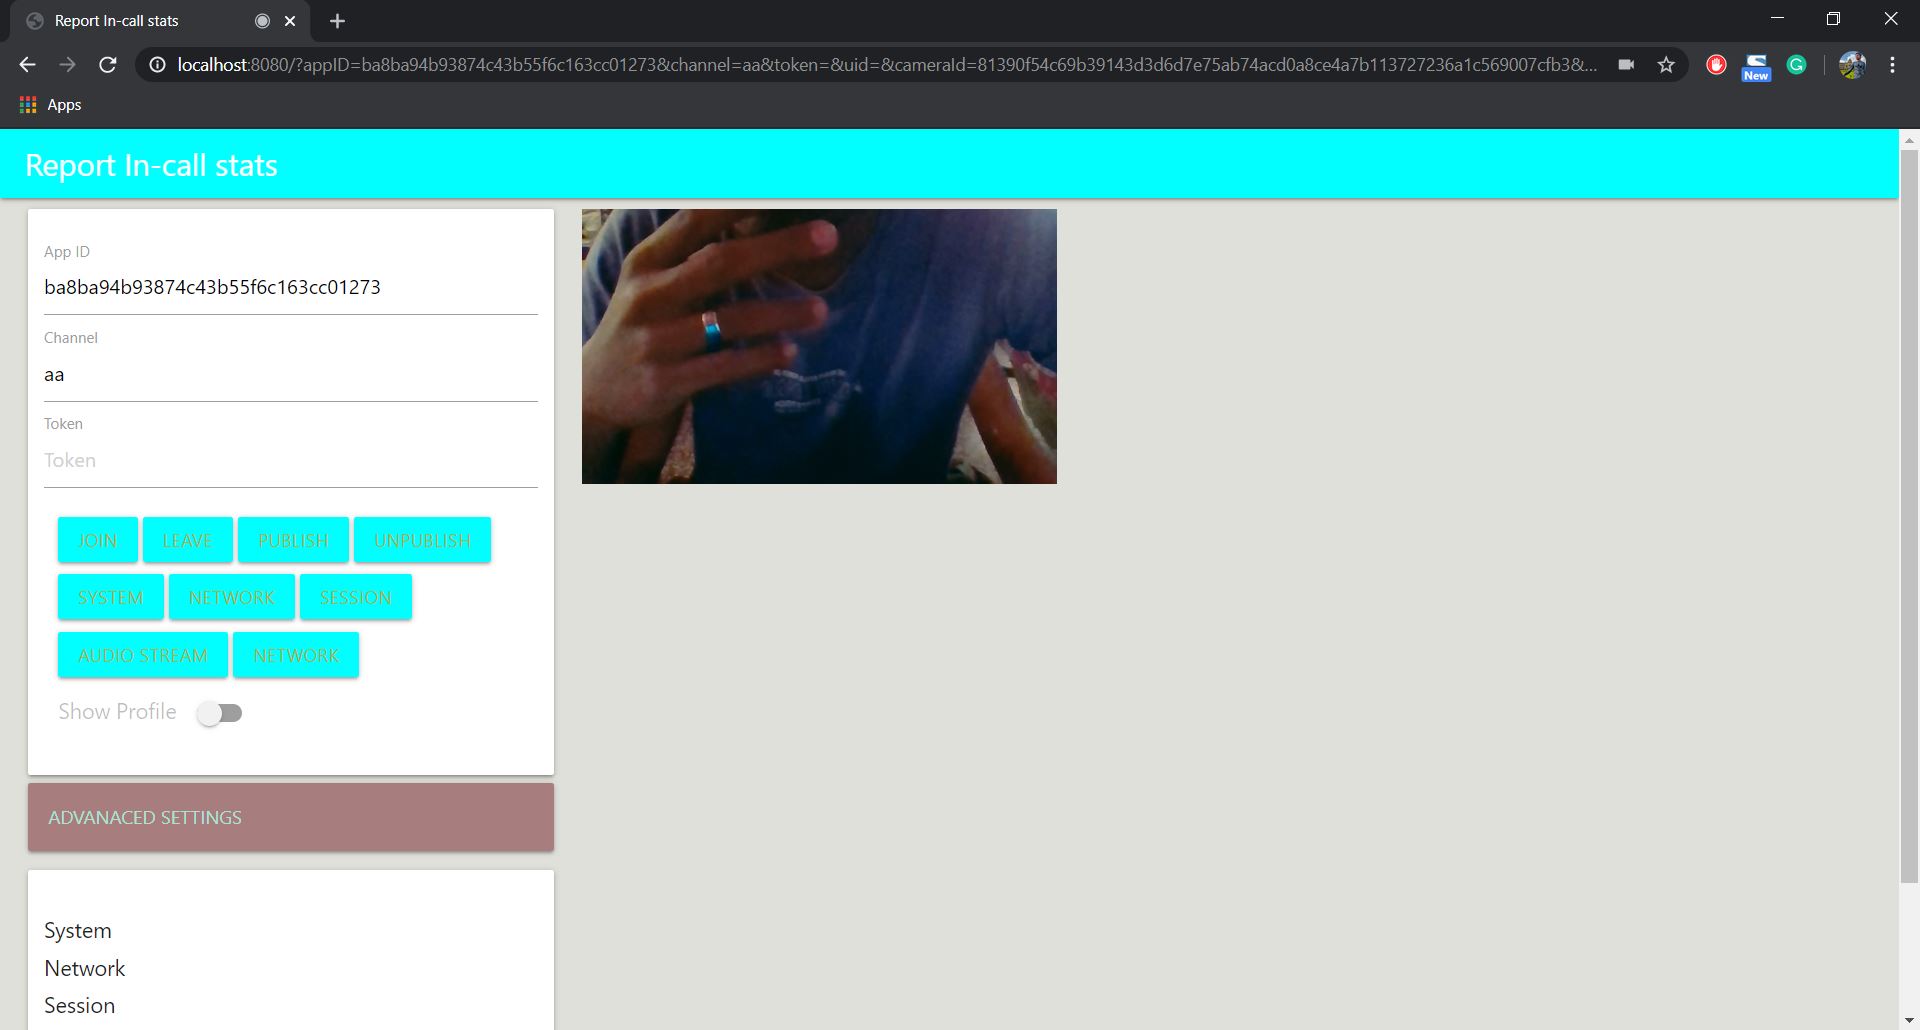 Report In-call stats
localhost:8080/?appID=ba8ba94b93874c43b55f6c163cc01273&channel=aa&token=&uid=&cameraId=81390f54c69b39143d3d6d7e75ab74acd0a8ce4a7b113727236a1c569007cfb3&...
New
Apps
Report In-call stats
App ID
ba8ba94b93874c43b55f6c163cc01273
Channel
aa
Token
Token
JOIN LEAVE PUBLISH UNPUBLISH
SYSTEM NETWORK SESSION
AUDIO STREAM NETWORK
Show Profile
ADVANACED SETTINGS
System
Network
Session